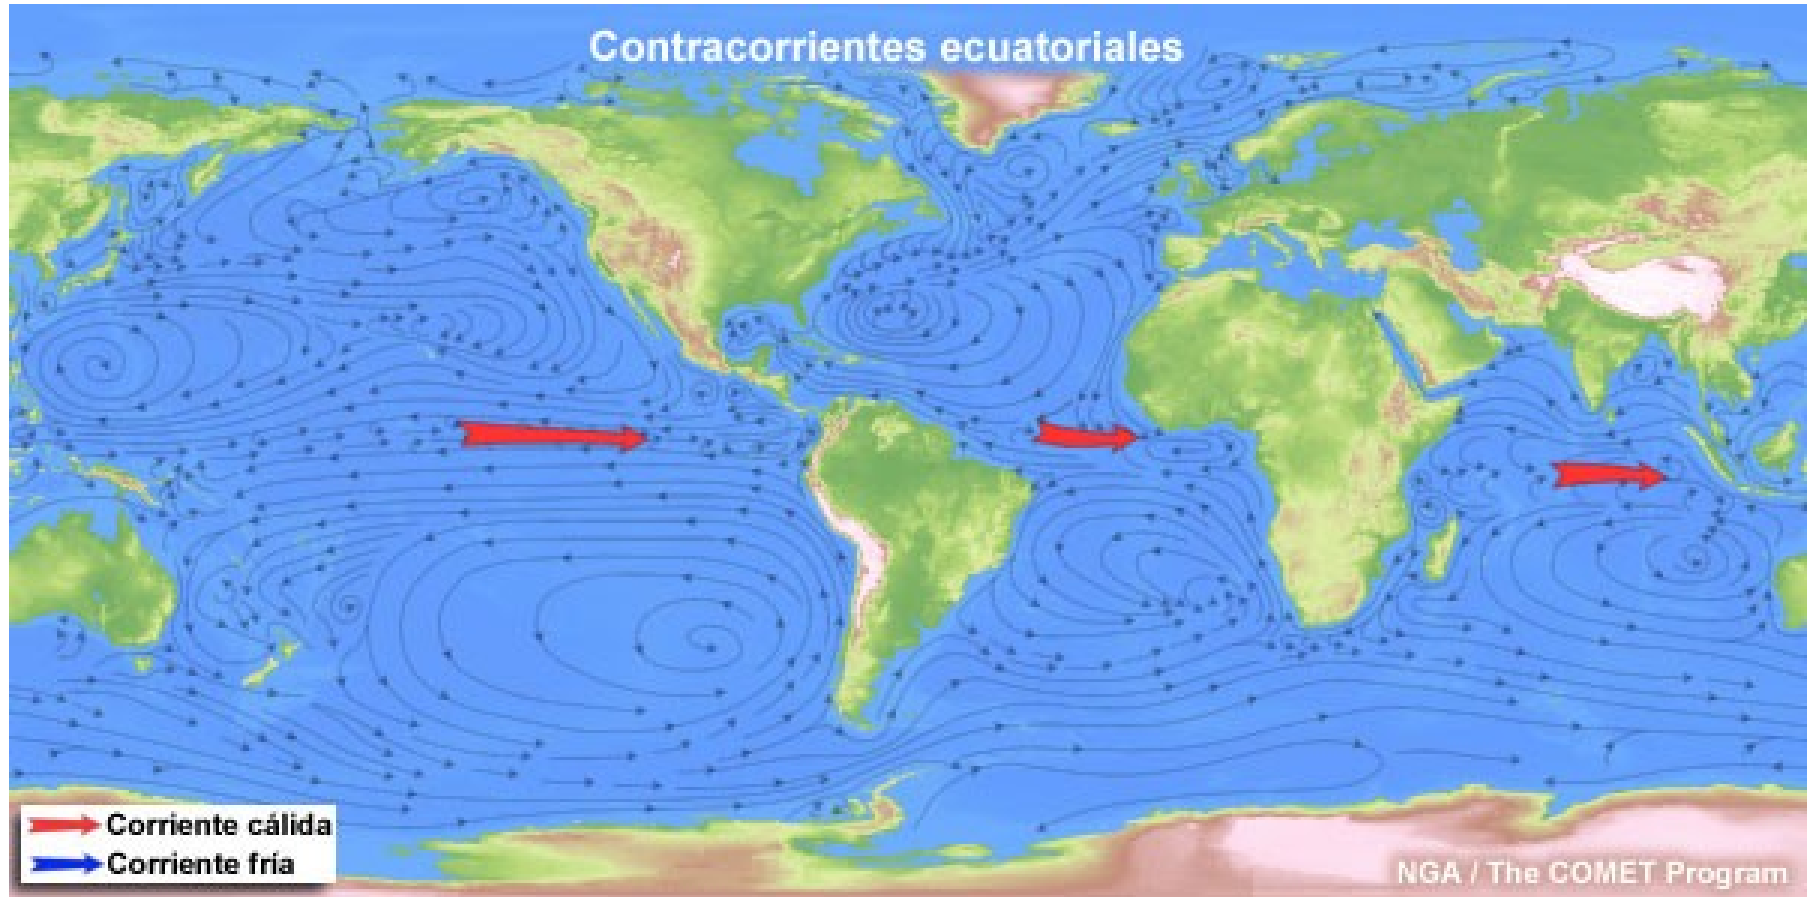 Contracorrientes ecuatoriales
Corriente cálida
Corriente fría
NGA / The COMET Program